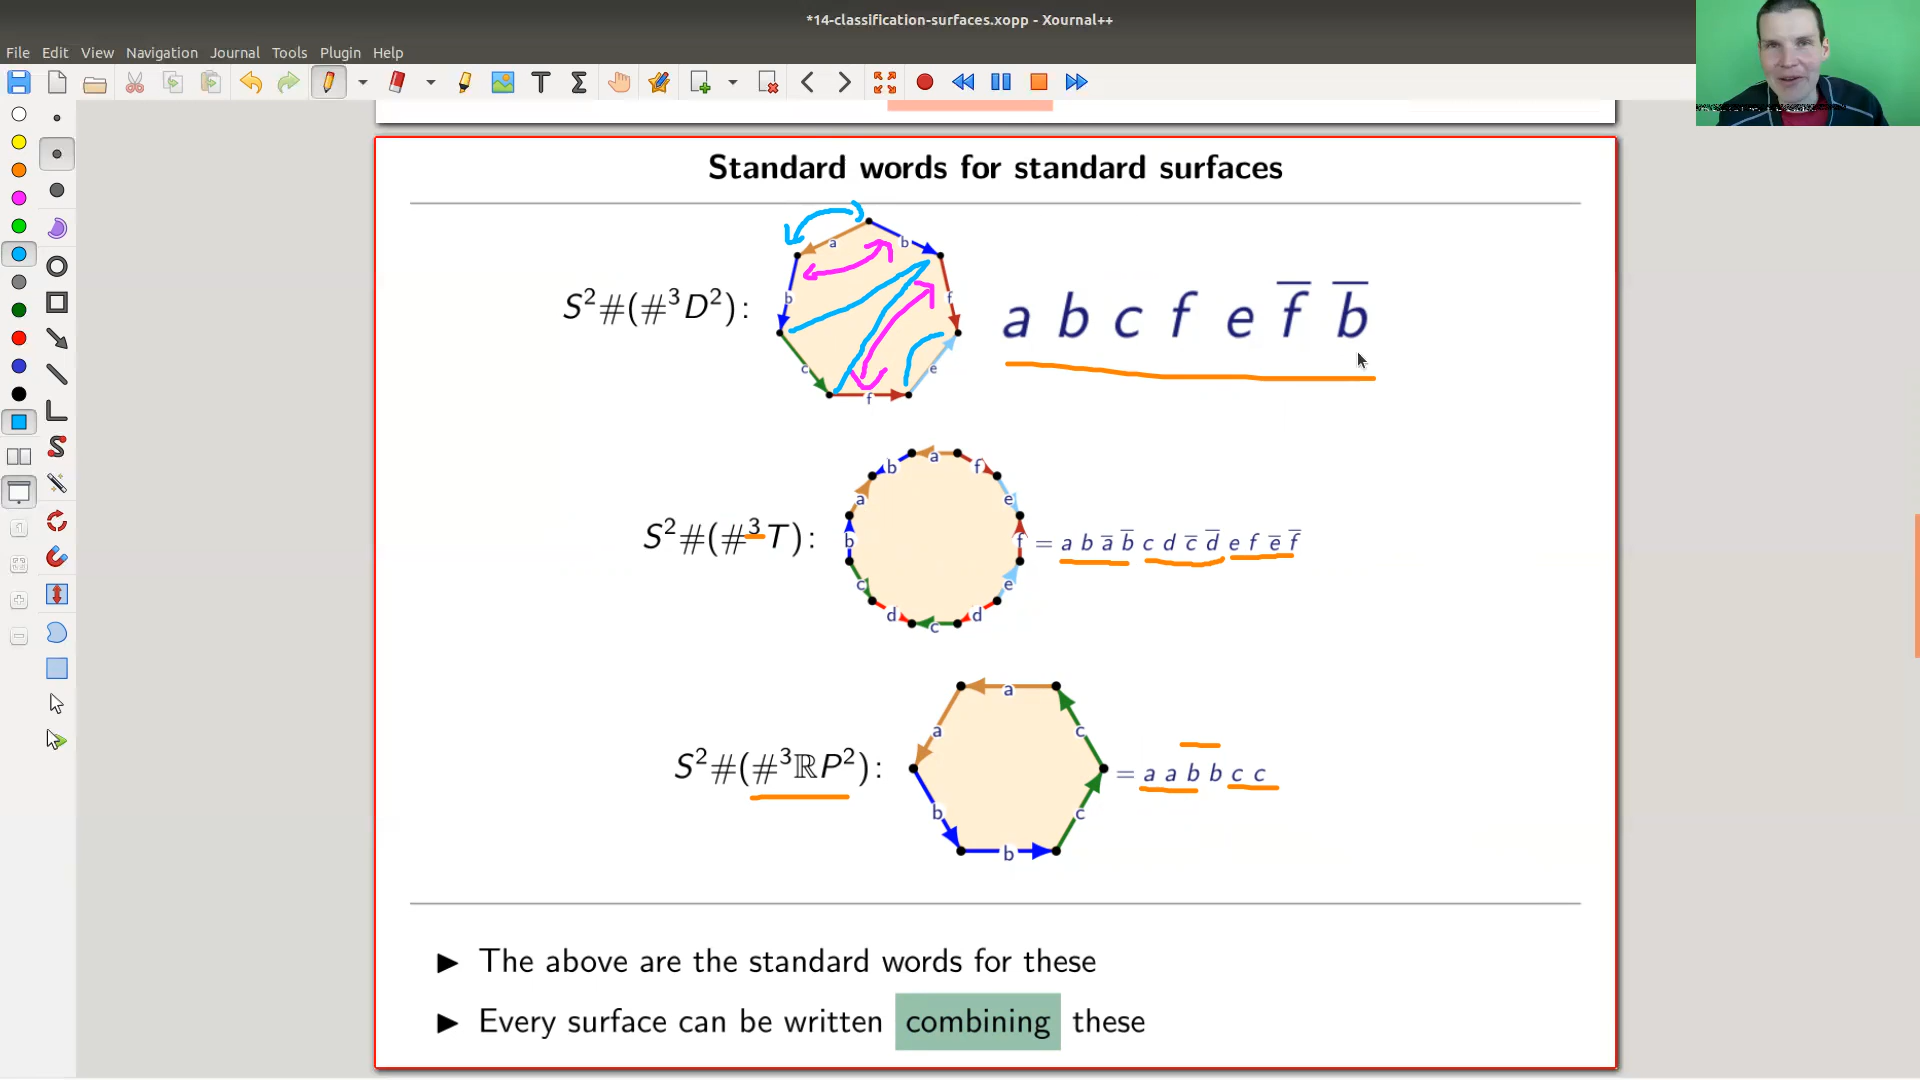 *14-classification-surfaces.xopp - Xournal++
File Edit View Navigation Journal Tools Plugin Help
Standard words for standard surfaces
S²#(#³D²):
a b b f c e f
a b c f e f̅ b̅
S²#(#³T):
a b f a e b f c e d d c
= a b a̅ b̅ c d c̅ d̅ e f e̅ f̅
S²#(#³ℝP²):
a a c b c b
= a a b b c c
▶ The above are the standard words for these
▶ Every surface can be written combining these